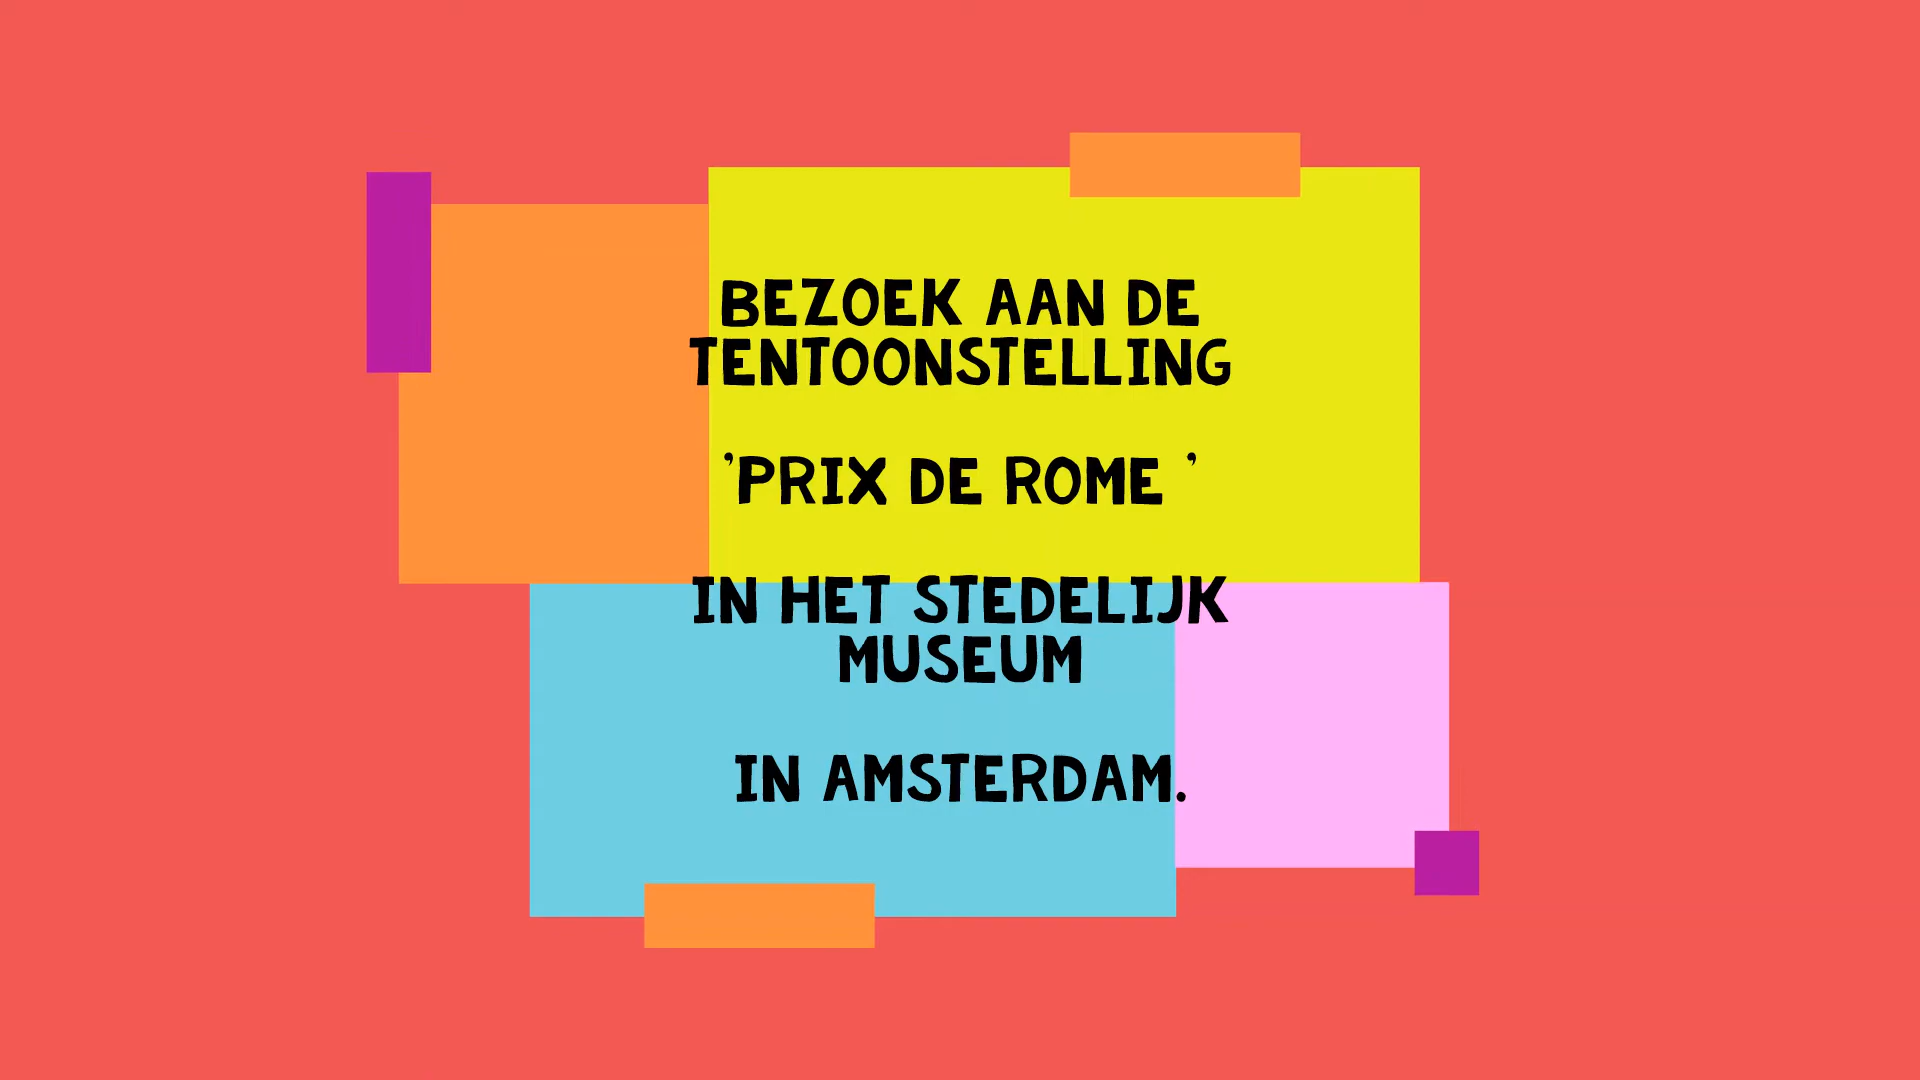 BEZOEK AAN DE
TENTOONSTELLING
'PRIX DE ROME '
IN HET STEDELIJK
MUSEUM
IN AMSTERDAM.